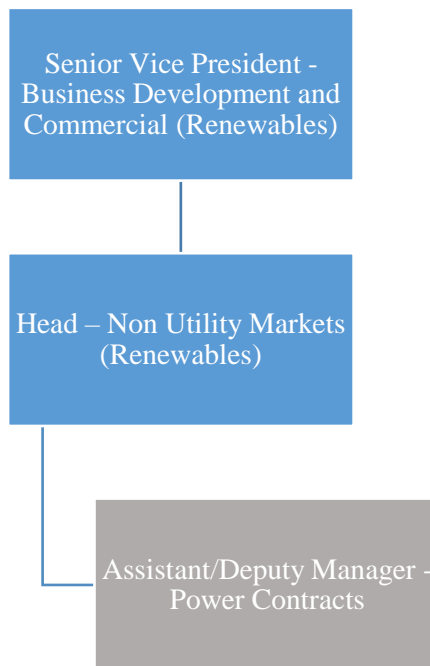 Senior Vice President -
Business Development and
Commercial (Renewables)
Head – Non Utility Markets
(Renewables)
Assistant/Deputy Manager -
Power Contracts